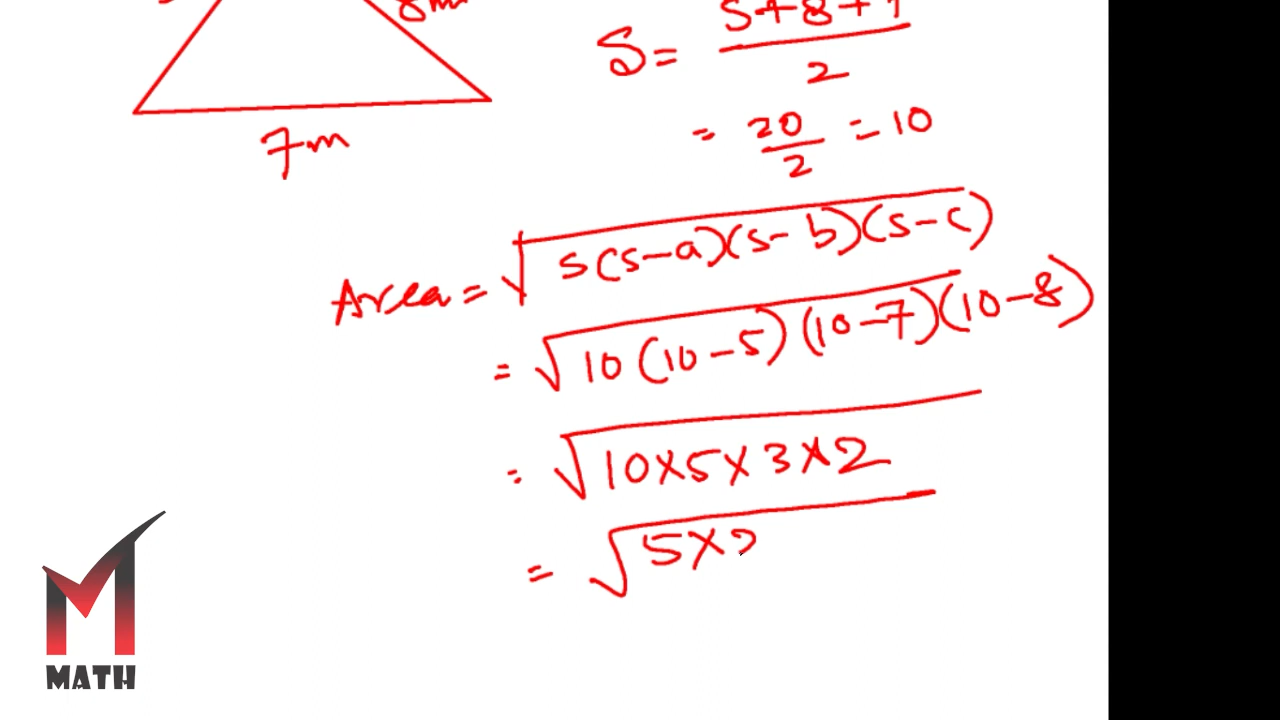 8m
7m
S = 5+8+7
2
= 20/2 = 10
Area = √s(s-a)(s-b)(s-c)
= √10(10-5)(10-7)(10-8)
= √10×5×3×2
= √5×2
MATH